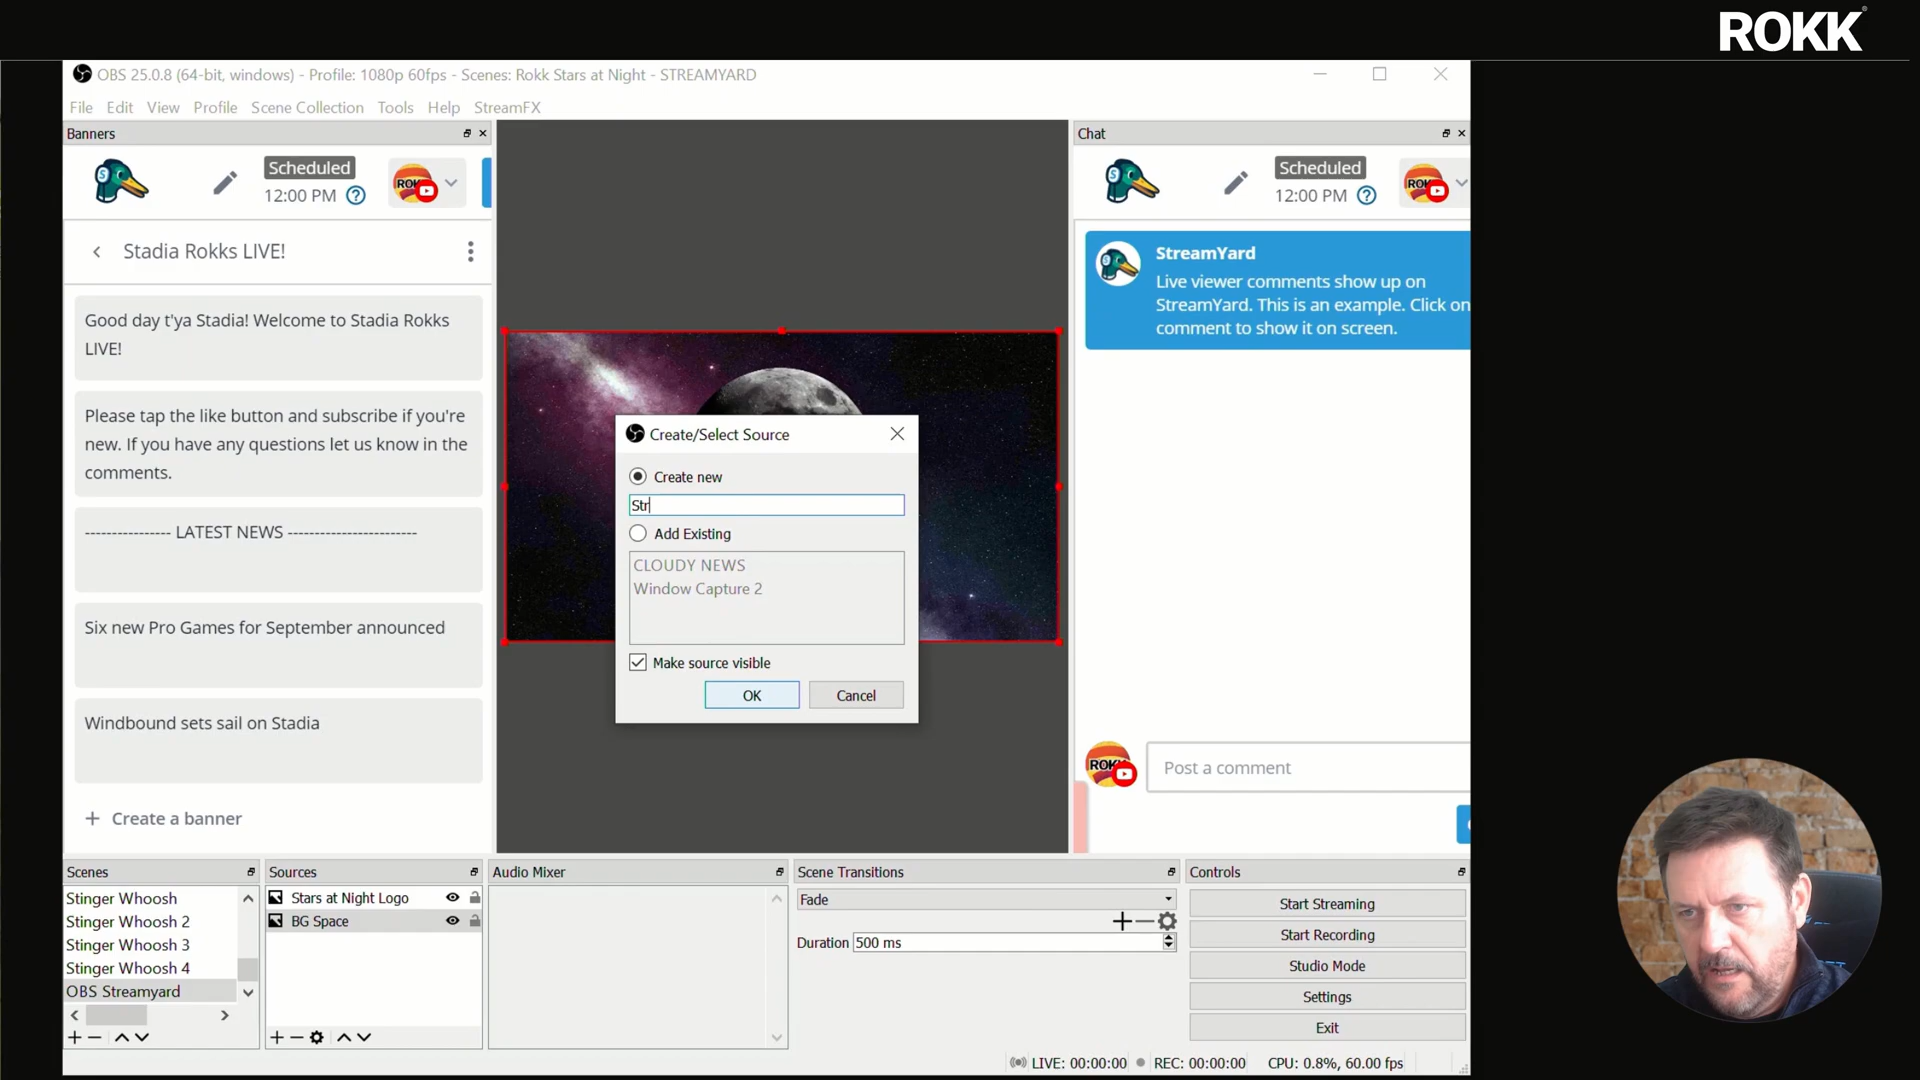 ROKK
OBS 25.0.8 (64-bit, windows) - Profile: 1080p 60fps - Scenes: Rokk Stars at Night - STREAMYARD
File Edit View Profile Scene Collection Tools Help StreamFX
Banners
Scheduled
12:00 PM
ROKK
Stadia Rokks LIVE!
Good day t'ya Stadia! Welcome to Stadia Rokks
LIVE!
Please tap the like button and subscribe if you're
new. If you have any questions let us know in the
comments.
---------------- LATEST NEWS ------------------------
Six new Pro Games for September announced
Windbound sets sail on Stadia
+ Create a banner
Create/Select Source
Create new
Str
Add Existing
CLOUDY NEWS
Window Capture 2
Make source visible
OK Cancel
Chat
Scheduled
12:00 PM
ROKK
StreamYard
Live viewer comments show up on
StreamYard. This is an example. Click on
comment to show it on screen.
ROKK
Post a comment
Scenes
Stinger Whoosh
Stinger Whoosh 2
Stinger Whoosh 3
Stinger Whoosh 4
OBS Streamyard
Sources
Stars at Night Logo
BG Space
Audio Mixer
Scene Transitions
Fade
Duration 500 ms
Controls
Start Streaming
Start Recording
Studio Mode
Settings
Exit
LIVE: 00:00:00 REC: 00:00:00 CPU: 0.8%, 60.00 fps